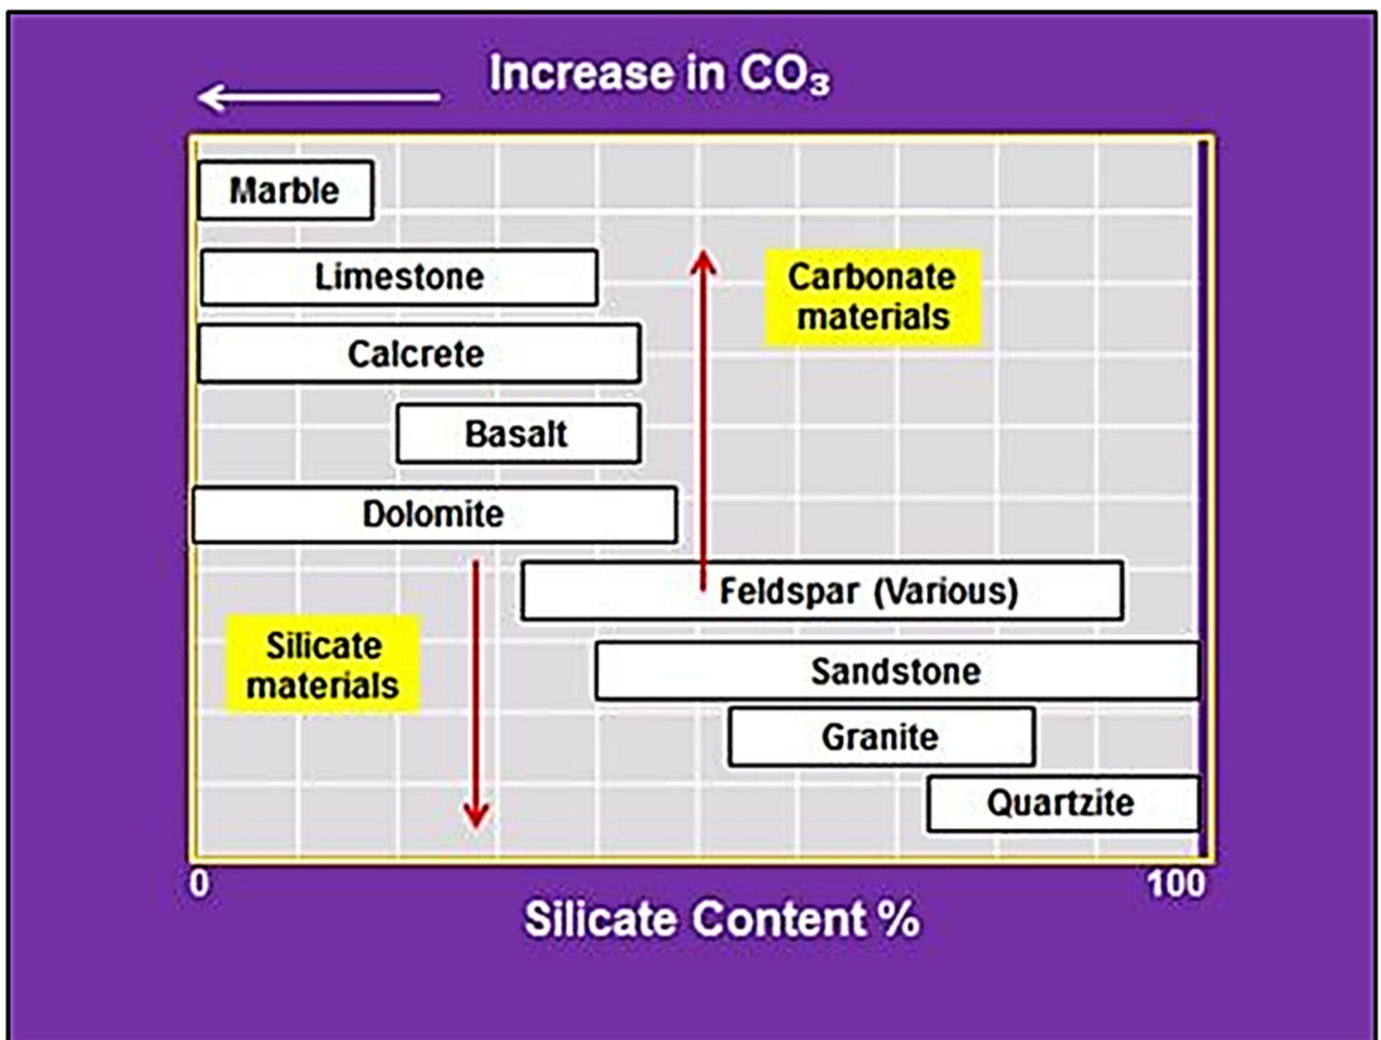 Increase in CO₃
Marble
Limestone
Carbonate
materials
Calcrete
Basalt
Dolomite
Feldspar (Various)
Silicate
materials
Sandstone
Granite
Quartzite
0
100
Silicate Content %